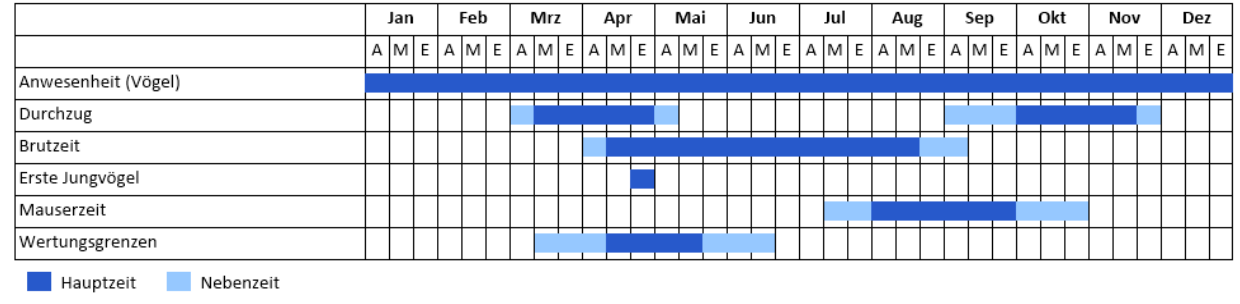 Jan Feb Mrz Apr Mai Jun Jul Aug Sep Okt Nov Dez
A M E A M E A M E A M E A M E A M E A M E A M E A M E A M E A M E A M E
Anwesenheit (Vögel)
Durchzug
Brutzeit
Erste Jungvögel
Mauserzeit
Wertungsgrenzen
Hauptzeit Nebenzeit